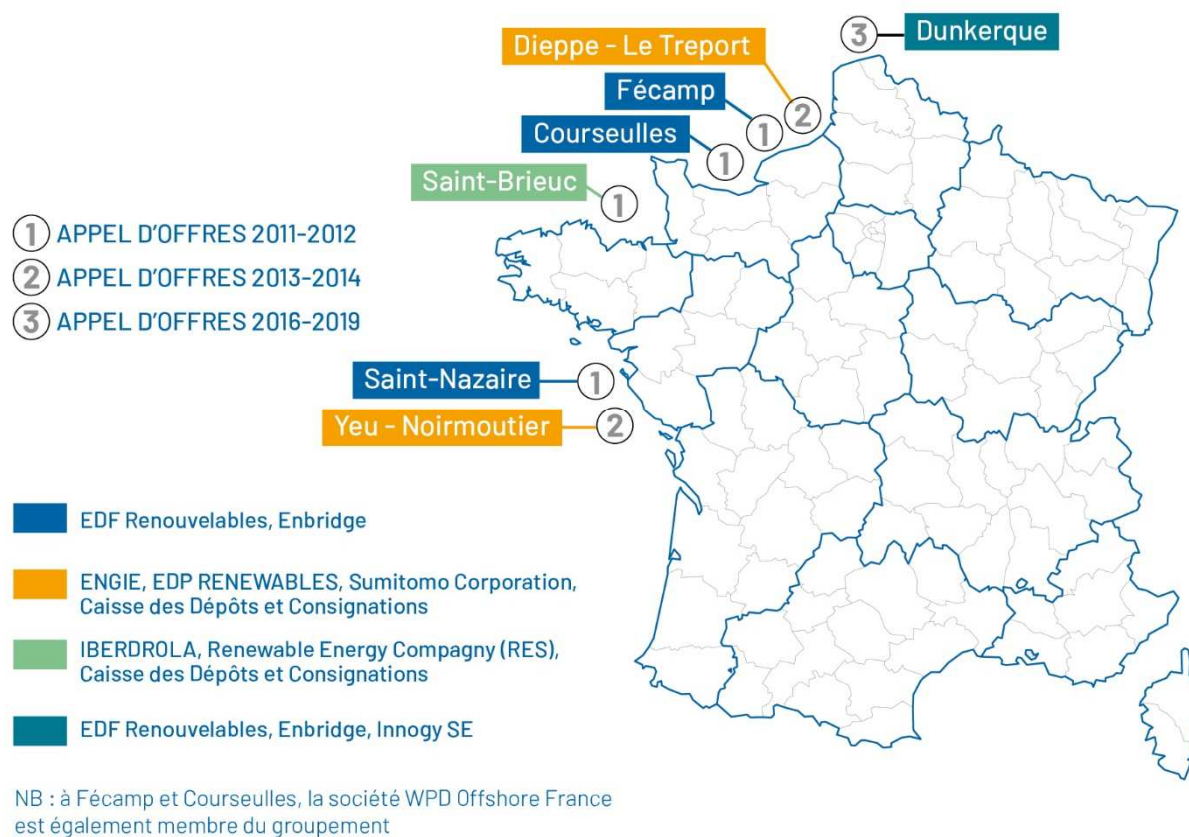 3 Dunkerque
Dieppe - Le Treport
2
Fécamp
1
Courseulles
1
Saint-Brieuc
1
1 APPEL D'OFFRES 2011-2012
2 APPEL D'OFFRES 2013-2014
3 APPEL D'OFFRES 2016-2019
Saint-Nazaire 1
Yeu - Noirmoutier 2
EDF Renouvelables, Enbridge
ENGIE, EDP RENEWABLES, Sumitomo Corporation,
Caisse des Dépôts et Consignations
IBERDROLA, Renewable Energy Compagny (RES),
Caisse des Dépôts et Consignations
EDF Renouvelables, Enbridge, Innogy SE
NB : à Fécamp et Courseulles, la société WPD Offshore France
est également membre du groupement